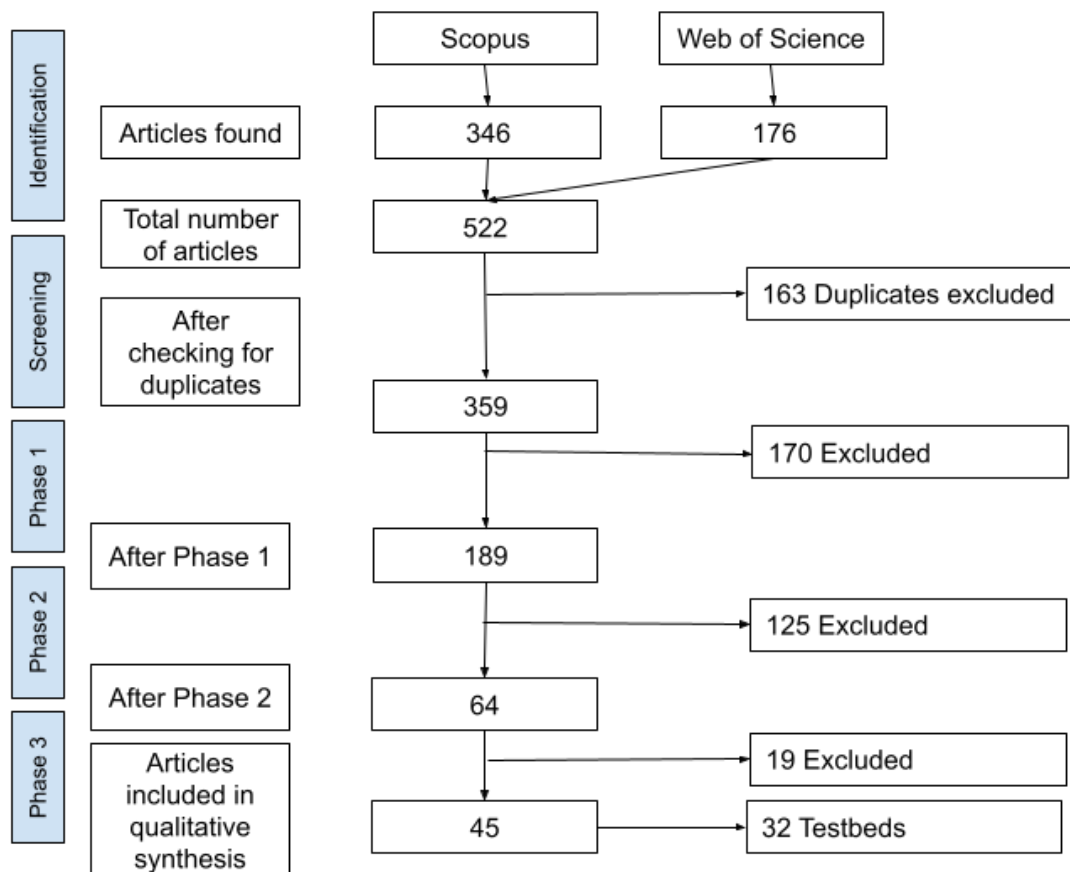 Scopus
Web of Science
Identification
Articles found
346
176
Total number
of articles
522
Screening
163 Duplicates excluded
After
checking for
duplicates
359
Phase 1
170 Excluded
After Phase 1
189
Phase 2
125 Excluded
After Phase 2
64
Phase 3
19 Excluded
Articles
included in
qualitative
synthesis
45
32 Testbeds